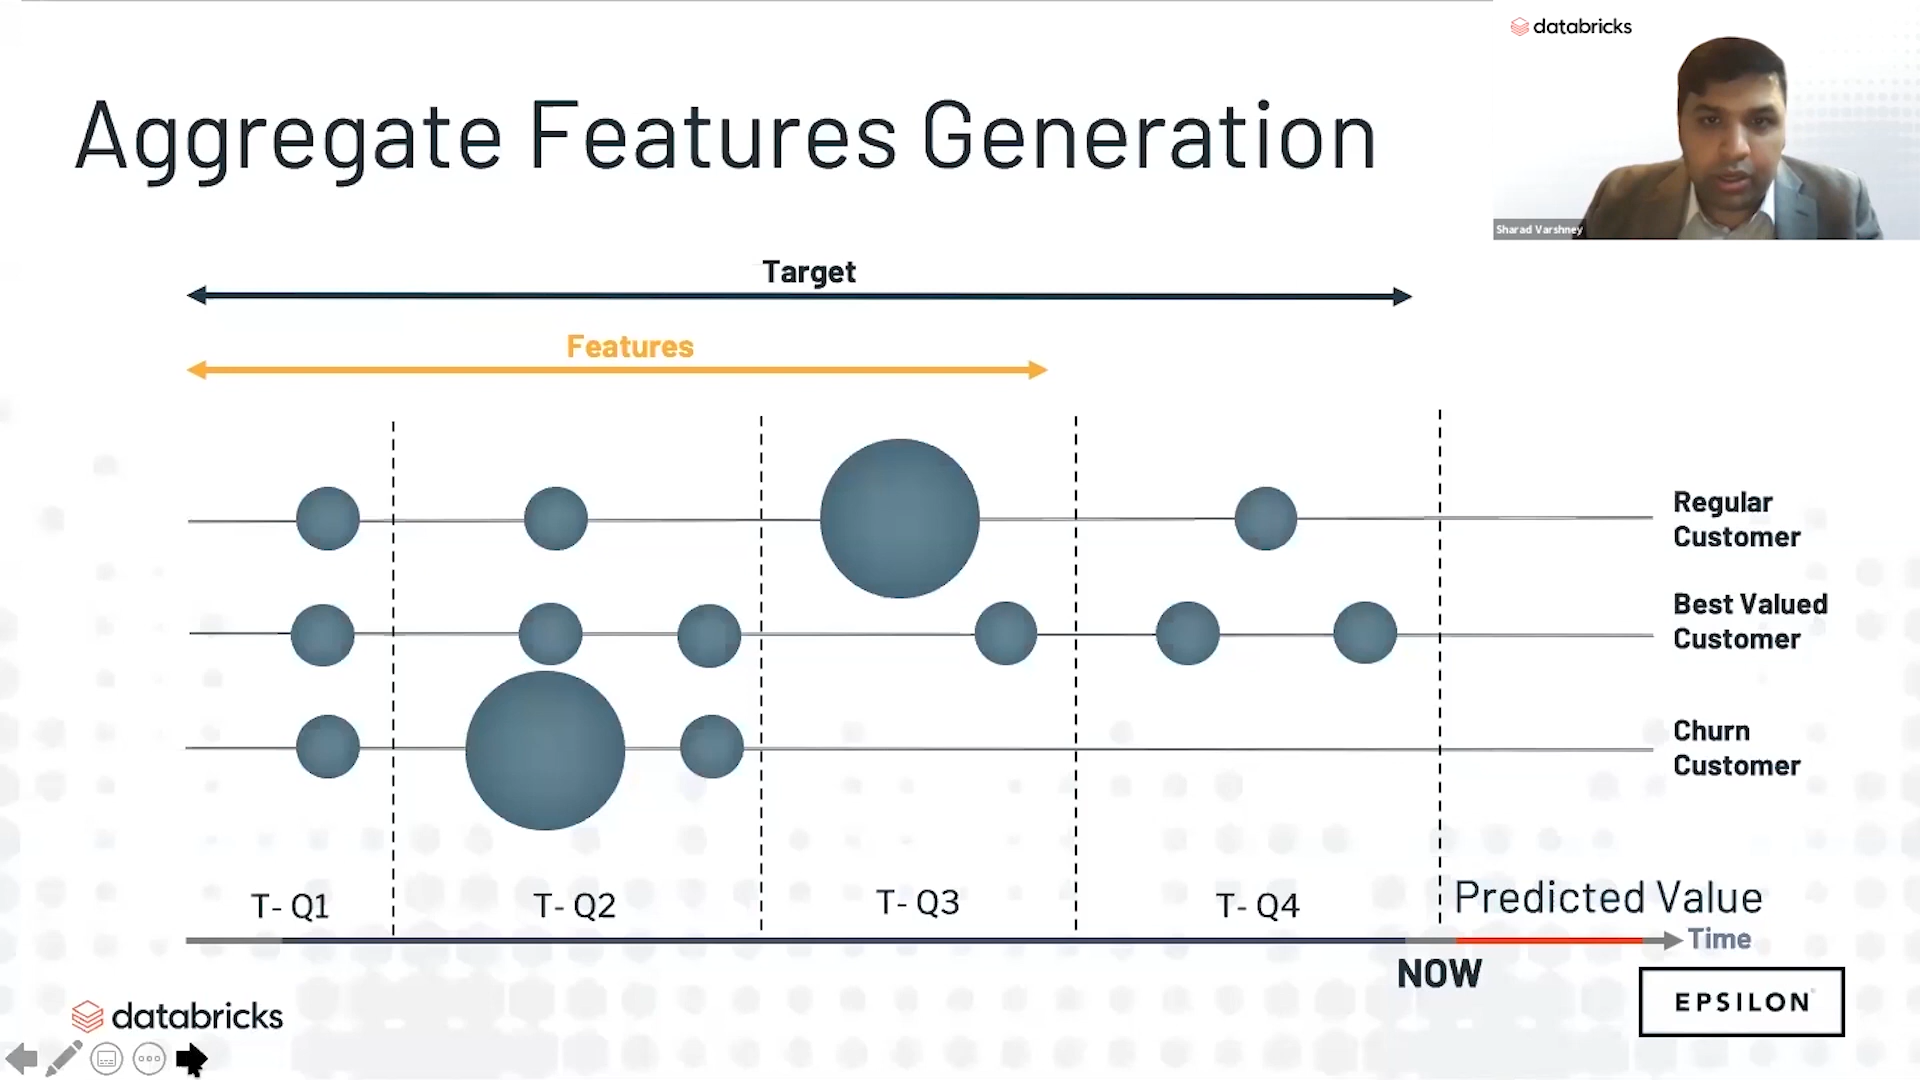 databricks
Aggregate Features Generation
Sharad Varshney
Target
Features
Regular
Customer
Best Valued
Customer
Churn
Customer
T- Q1
T- Q2
T- Q3
T- Q4
Predicted Value
Time
NOW
databricks
EPSILON